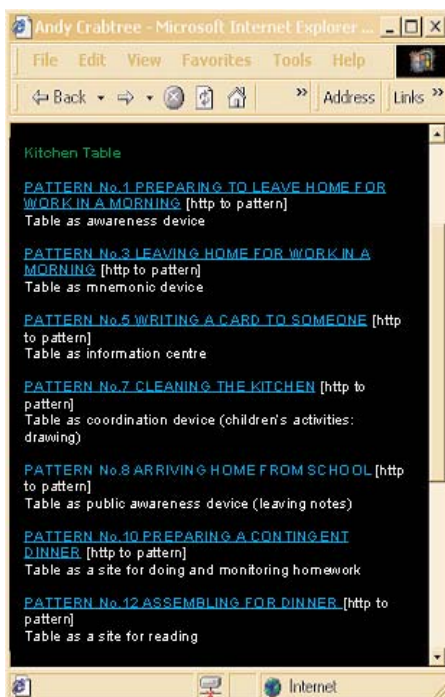 Andy Crabtree - Microsoft Internet Explorer ...
File Edit View Favorites Tools Help
Back » Address Links »
Kitchen Table
PATTERN No.1 PREPARING TO LEAVE HOME FOR
WORK IN A MORNING [http to pattern]
Table as awareness device
PATTERN No.3 LEAVING HOME FOR WORK IN A
MORNING [http to pattern]
Table as mnemonic device
PATTERN No.5 WRITING A CARD TO SOMEONE [http
to pattern]
Table as information centre
PATTERN No.7 CLEANING THE KITCHEN [http to
pattern]
Table as coordination device (children's activities:
drawing)
PATTERN No.8 ARRIVING HOME FROM SCHOOL [http
to pattern]
Table as public awareness device (leaving notes)
PATTERN No.10 PREPARING A CONTINGENT
DINNER [http to pattern]
Table as a site for doing and monitoring homework
PATTERN No.12 ASSEMBLING FOR DINNER [http to
pattern]
Table as a site for reading
Internet